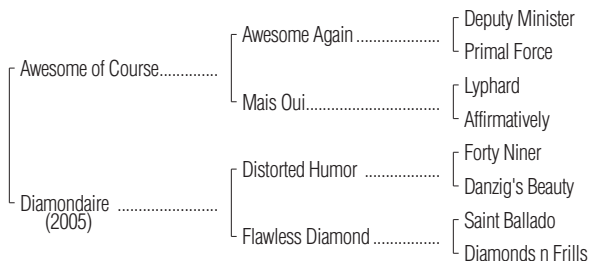 Deputy Minister
Awesome Again ....................
Primal Force
Awesome of Course..............
Lyphard
Mais Oui................................
Affirmatively
Forty Niner
Distorted Humor ..................
Danzig's Beauty
Diamondaire ........................
(2005)
Saint Ballado
Flawless Diamond ................
Diamonds n Frills